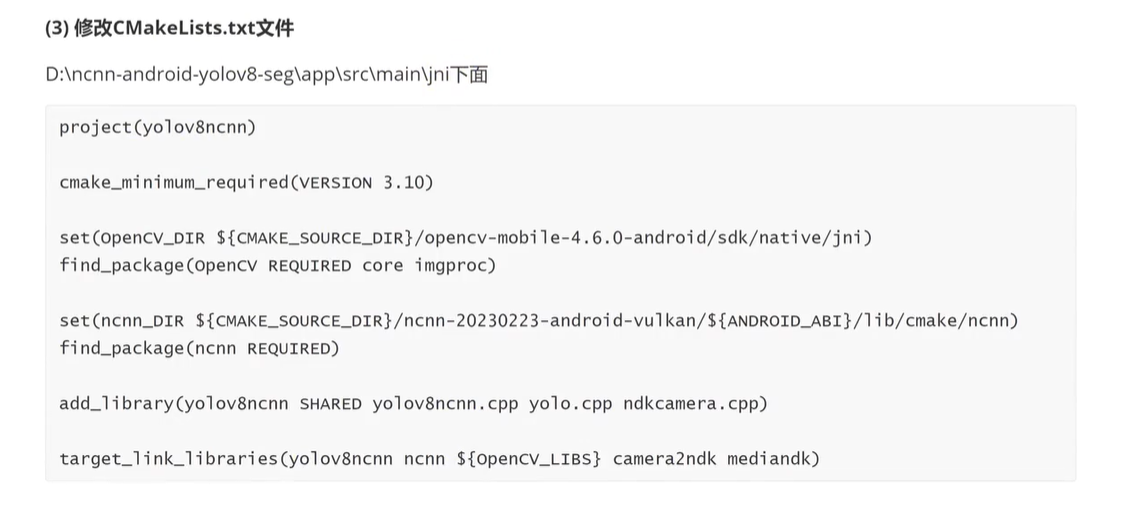 (3) 修改CMakeLists.txt文件
D:\ncnn-android-yolov8-seg\app\src\main\jni下面
project(yolov8ncnn)
cmake_minimum_required(VERSION 3.10)
set(OpenCV_DIR ${CMAKE_SOURCE_DIR}/opencv-mobile-4.6.0-android/sdk/native/jni)
find_package(OpenCV REQUIRED core imgproc)
set(ncnn_DIR ${CMAKE_SOURCE_DIR}/ncnn-20230223-android-vulkan/${ANDROID_ABI}/lib/cmake/ncnn)
find_package(ncnn REQUIRED)
add_library(yolov8ncnn SHARED yolov8ncnn.cpp yolo.cpp ndkcamera.cpp)
target_link_libraries(yolov8ncnn ncnn ${OpenCV_LIBS} camera2ndk mediandk)